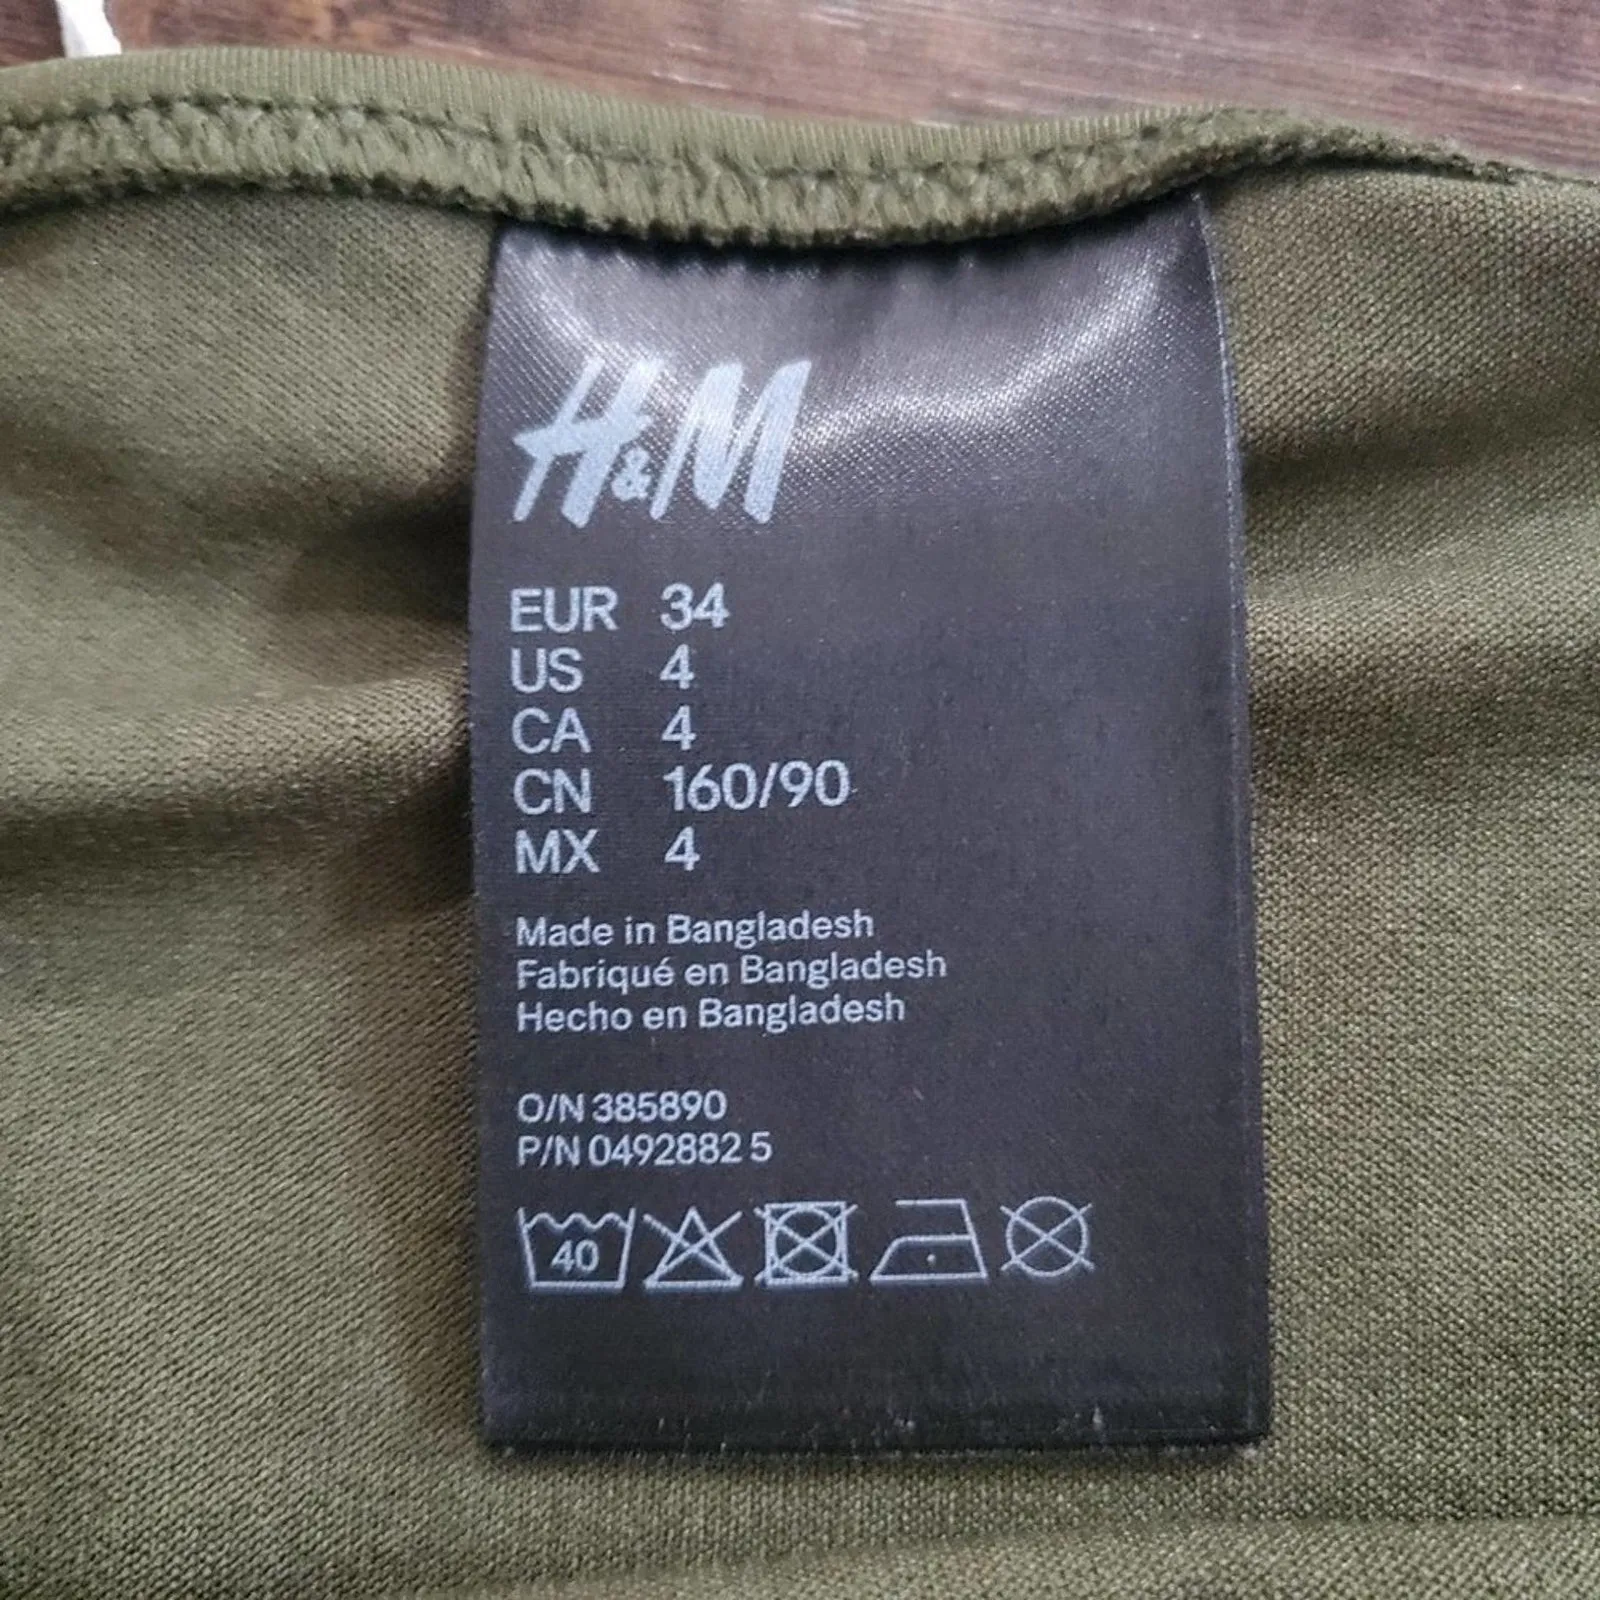 H&M
EUR 34
US 4
CA 4
CN 160/90
MX 4
Made in Bangladesh
Fabriqué en Bangladesh
Hecho en Bangladesh
O/N 385890
P/N 0492882 5
40